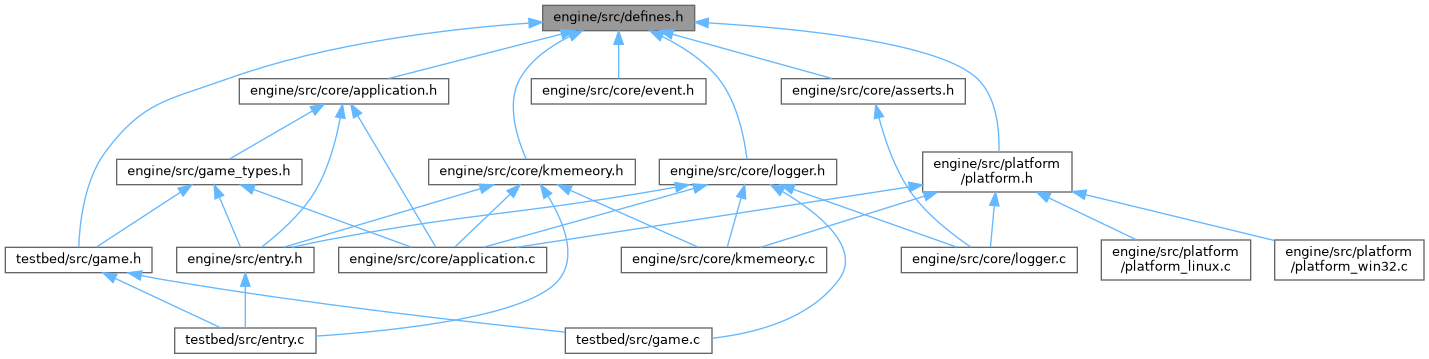 engine/src/defines.h
engine/src/core/application.h
engine/src/core/event.h
engine/src/core/asserts.h
engine/src/game_types.h
engine/src/core/kmemeory.h
engine/src/core/logger.h
engine/src/platform
/platform.h
testbed/src/game.h
engine/src/entry.h
engine/src/core/application.c
engine/src/core/kmemeory.c
engine/src/core/logger.c
engine/src/platform
/platform_linux.c
engine/src/platform
/platform_win32.c
testbed/src/entry.c
testbed/src/game.c